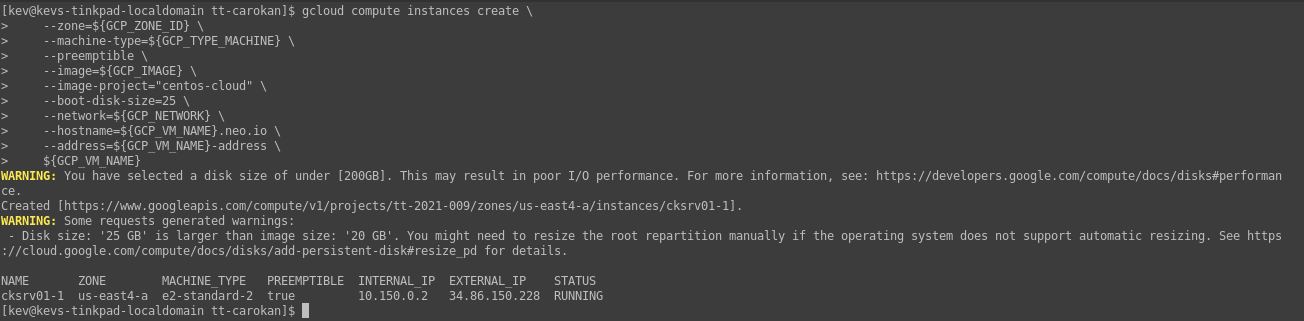 [kev@kevs-tinkpad-localdomain tt-carokan]$ gcloud compute instances create \
>     --zone=${GCP_ZONE_ID} \
>     --machine-type=${GCP_TYPE_MACHINE} \
>     --preemptible \
>     --image=${GCP_IMAGE} \
>     --image-project="centos-cloud" \
>     --boot-disk-size=25 \
>     --network=${GCP_NETWORK} \
>     --hostname=${GCP_VM_NAME}.neo.io \
>     --address=${GCP_VM_NAME}-address \
>     ${GCP_VM_NAME}
WARNING: You have selected a disk size of under [200GB]. This may result in poor I/O performance. For more information, see: https://developers.google.com/compute/docs/disks#performan
ce.
Created [https://www.googleapis.com/compute/v1/projects/tt-2021-009/zones/us-east4-a/instances/cksrv01-1].
WARNING: Some requests generated warnings:
 - Disk size: '25 GB' is larger than image size: '20 GB'. You might need to resize the root repartition manually if the operating system does not support automatic resizing. See https
://cloud.google.com/compute/docs/disks/add-persistent-disk#resize_pd for details.

NAME       ZONE        MACHINE_TYPE   PREEMPTIBLE  INTERNAL_IP  EXTERNAL_IP    STATUS
cksrv01-1  us-east4-a  e2-standard-2  true         10.150.0.2   34.86.150.228  RUNNING
[kev@kevs-tinkpad-localdomain tt-carokan]$